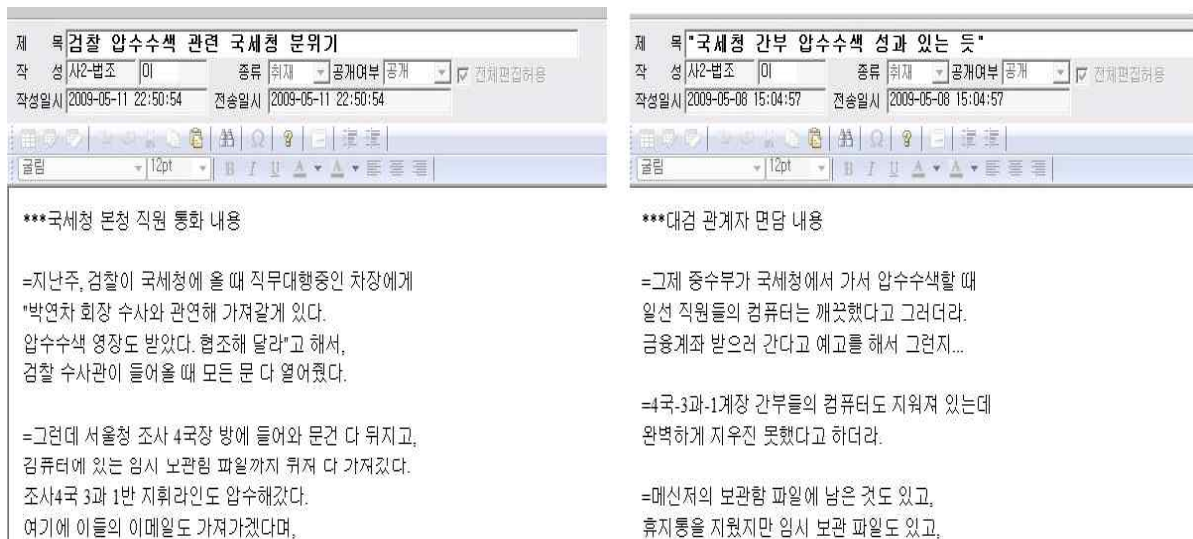 제 목 검찰 압수수색 관련 국세청 분위기
작 성 사2-법조 이 종류 취재 공개여부 공개 전체편집허용
작성일시 2009-05-11 22:50:54 전송일시 2009-05-11 22:50:54
굴림 12pt
***국세청 본청 직원 통화 내용
=지난주, 검찰이 국세청에 올 때 직무대행중인 차장에게
"박연차 회장 수사와 관련해 가져갈게 있다.
압수수색 영장도 받았다. 협조해 달라"고 해서,
검찰 수사관이 들어올 때 모든 문 다 열어줬다.
=그런데 서울청 조사 4국장 방에 들어와 문건 다 뒤지고,
컴퓨터에 있는 임시 보관함 파일까지 뒤져 다 가져갔다.
조사4국 3과 1반 지휘라인도 압수해갔다.
여기에 이들의 이메일도 가져가겠다며,
제 목 "국세청 간부 압수수색 성과 있는 듯"
작 성 사2-법조 이 종류 취재 공개여부 공개 전체편집허용
작성일시 2009-05-08 15:04:57 전송일시 2009-05-08 15:04:57
굴림 12pt
***대검 관계자 면담 내용
=그제 중수부가 국세청에서 가서 압수수색할 때
일선 직원들의 컴퓨터는 깨끗했다고 그러더라.
금융계좌 받으러 간다고 예고를 해서 그런지...
=4국-3과-1계장 간부들의 컴퓨터도 지워져 있는데
완벽하게 지우진 못했다고 하더라.
=메신저의 보관함 파일에 남은 것도 있고,
휴지통을 지웠지만 임시 보관 파일도 있고,